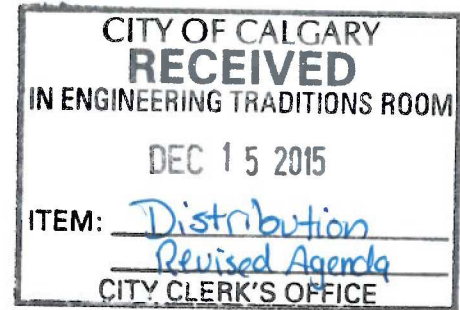 CITY OF CALGARY
RECEIVED
IN ENGINEERING TRADITIONS ROOM
DEC 15 2015
ITEM: Distribution
Revised Agenda
CITY CLERK'S OFFICE